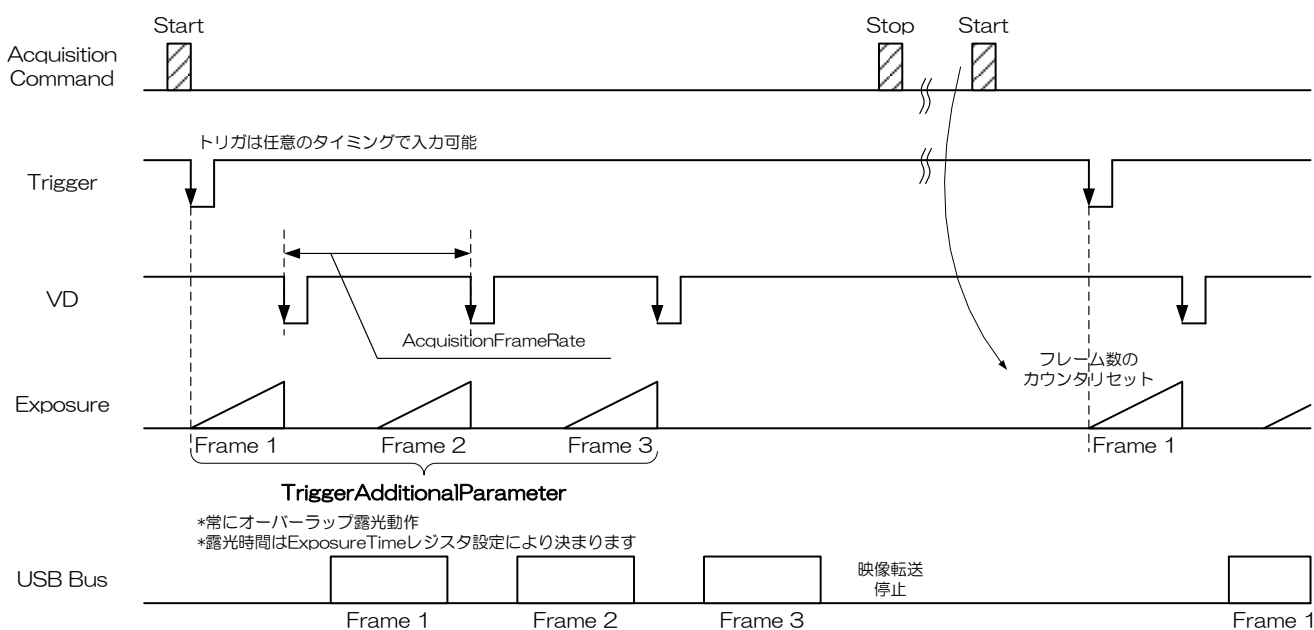 Start
Stop
Start
Acquisition
Command
トリガは任意のタイミングで入力可能
Trigger
VD
AcquisitionFrameRate
フレーム数の
カウンタリセット
Exposure
Frame 1
Frame 2
Frame 3
Frame 1
TriggerAdditionalParameter
*常にオーバーラップ露光動作
*露光時間はExposureTimeレジスタ設定により決まります
USB Bus
映像転送
停止
Frame 1
Frame 2
Frame 3
Frame 1